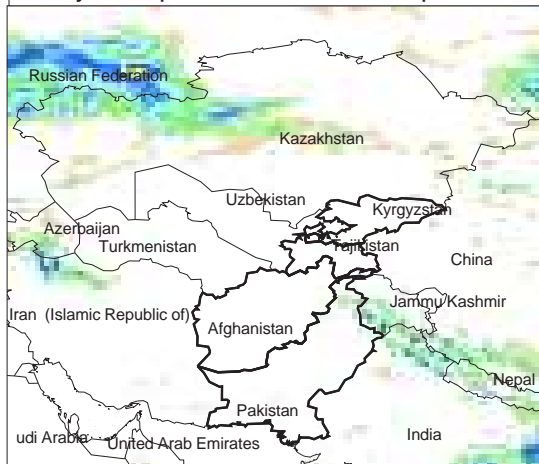 Russian Federation
Kazakhstan
Uzbekistan
Kyrgyzstan
Azerbaijan
Turkmenistan
Tajikistan
China
Iran (Islamic Republic of)
Afghanistan
Jammu Kashmir
Nepal
Pakistan
udi Arabia
United Arab Emirates
India